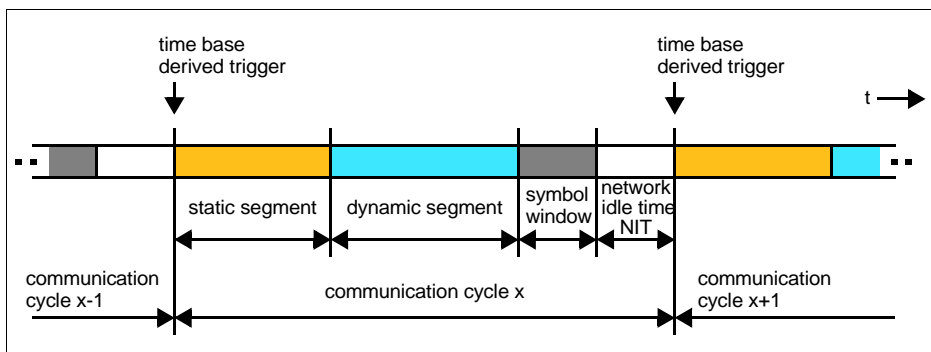 time base
derived trigger
time base
derived trigger
t
static segment
dynamic segment
symbol
window
network
idle time
NIT
communication
cycle x-1
communication cycle x
communication
cycle x+1